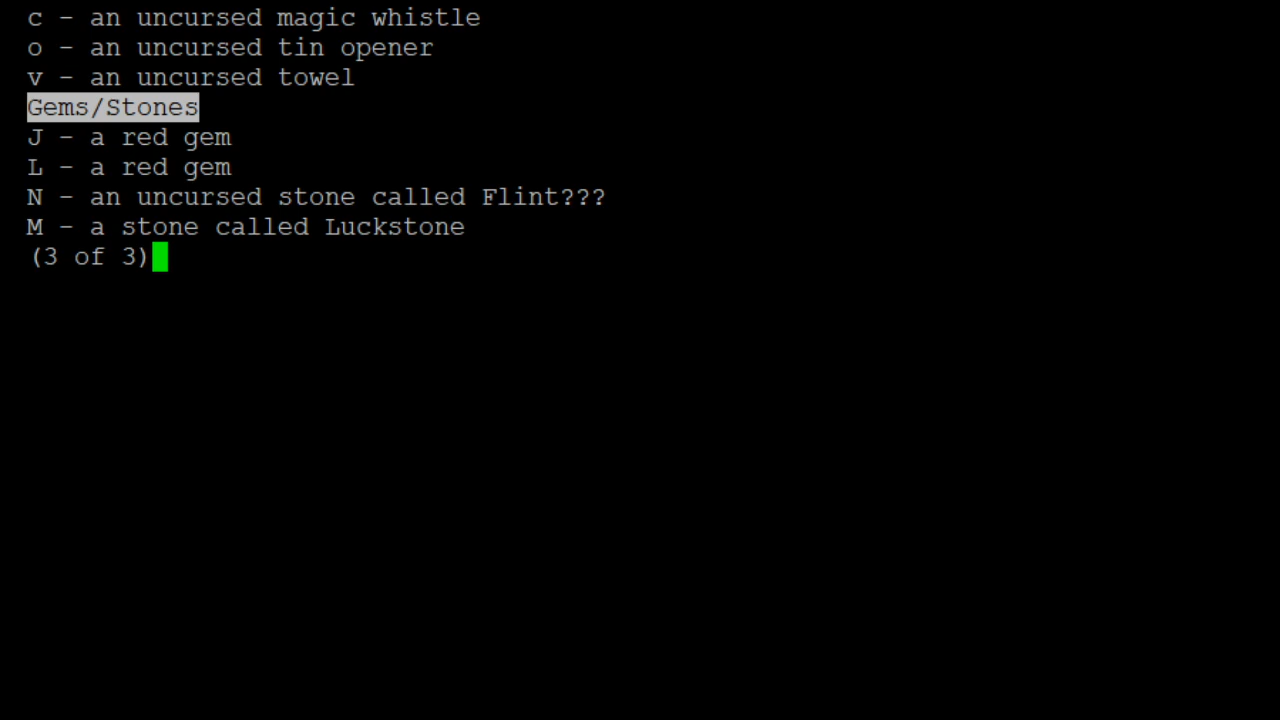 c - an uncursed magic whistle
o - an uncursed tin opener
v - an uncursed towel
Gems/Stones
J - a red gem
L - a red gem
N - an uncursed stone called Flint???
M - a stone called Luckstone
(3 of 3)